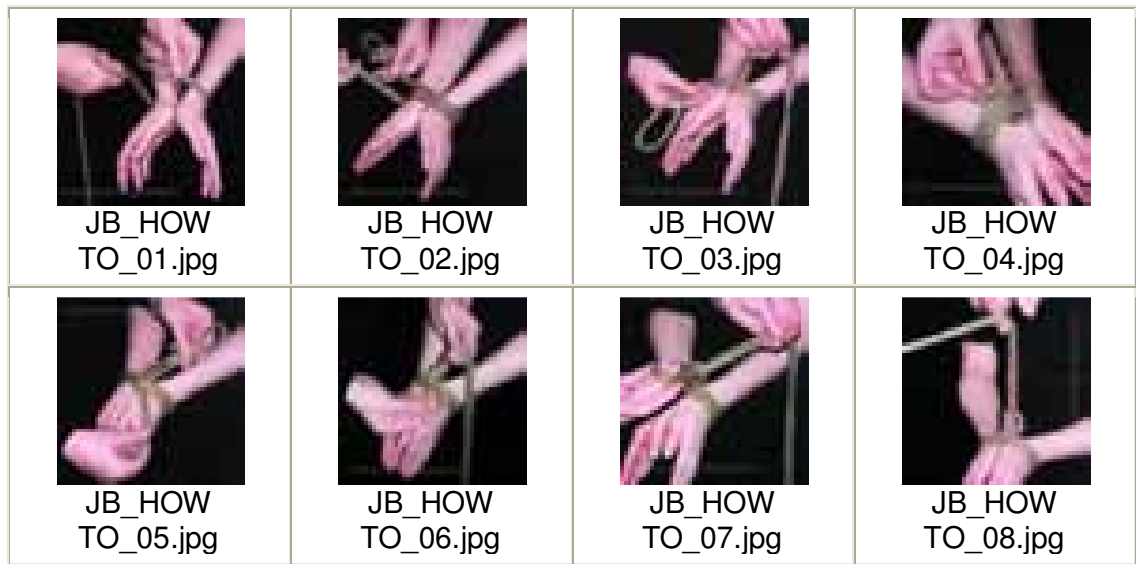 JB_HOW
TO_01.jpg
JB_HOW
TO_02.jpg
JB_HOW
TO_03.jpg
JB_HOW
TO_04.jpg
JB_HOW
TO_05.jpg
JB_HOW
TO_06.jpg
JB_HOW
TO_07.jpg
JB_HOW
TO_08.jpg